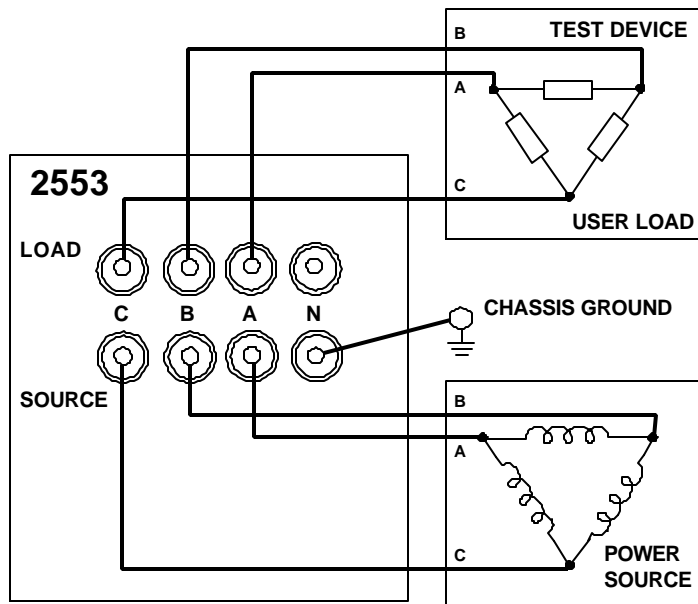 B
TEST DEVICE
A
C
USER LOAD
2553
LOAD
C B A N
SOURCE
CHASSIS GROUND
B
A
C
POWER
SOURCE